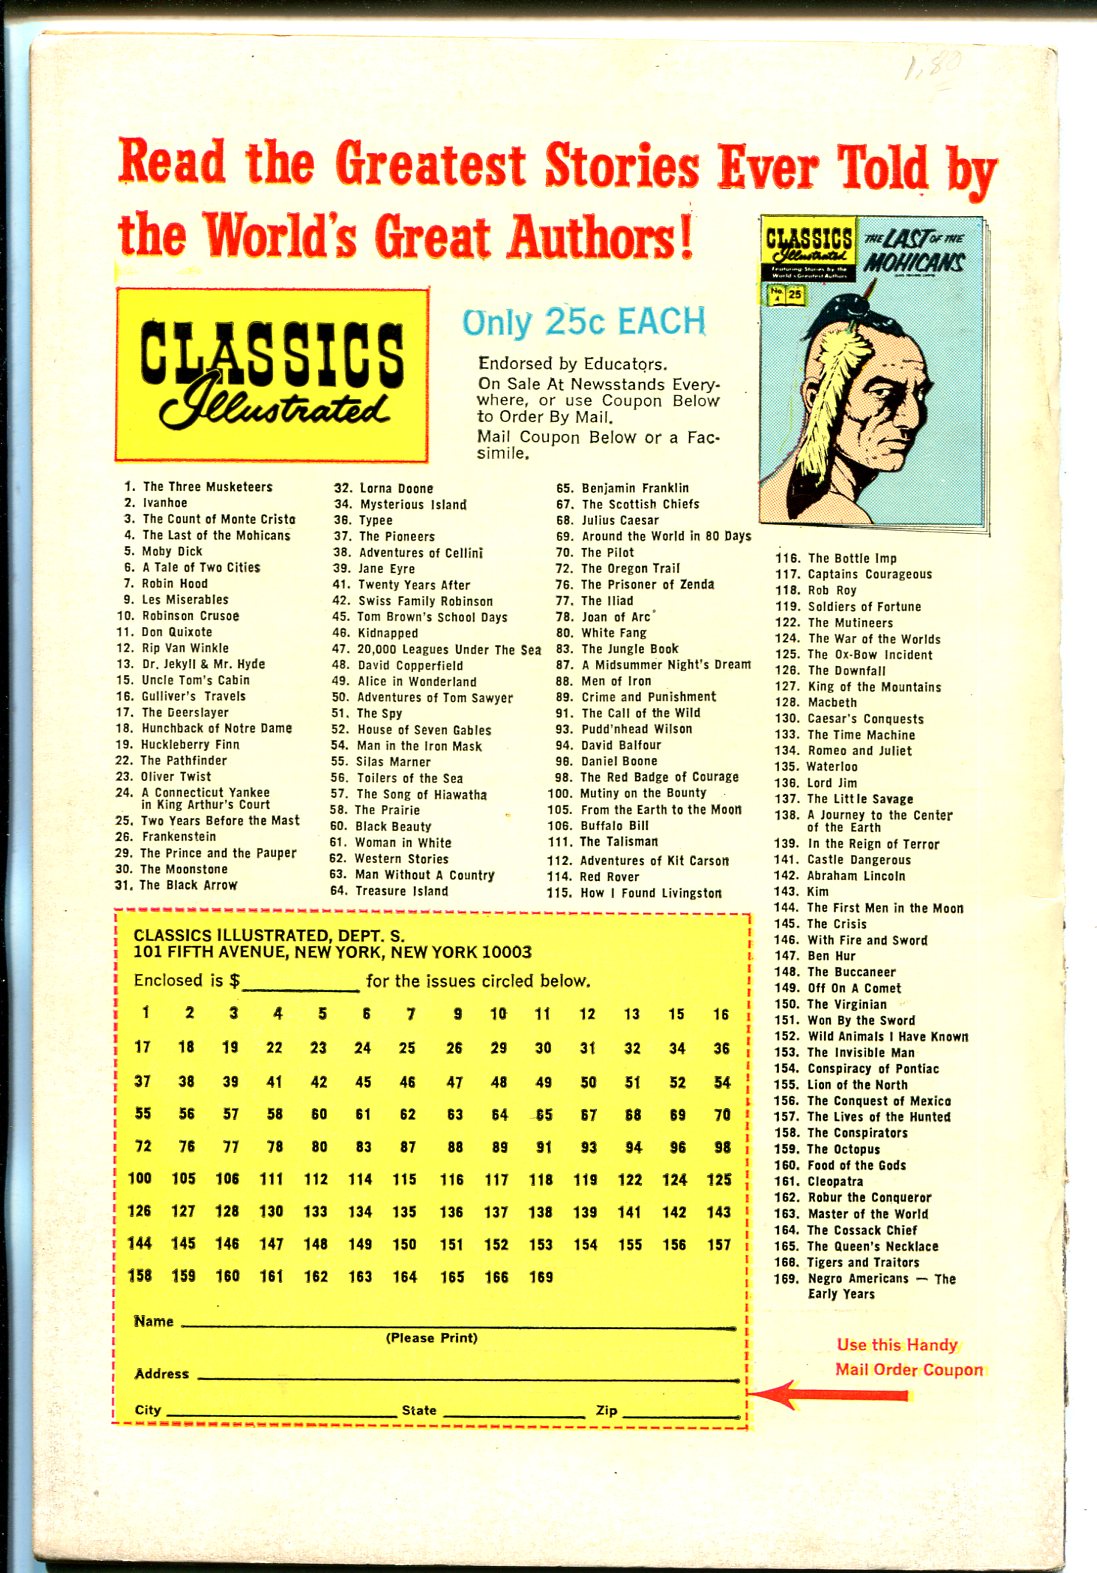 1,80
Read the Greatest Stories Ever Told by
the World's Great Authors!
CLASSICS
Illustrated
Only 25c EACH
Endorsed by Educators.
On Sale At Newsstands Every-
where, or use Coupon Below
to Order By Mail.
Mail Coupon Below or a Fac-
simile.
CLASSICS
Illustrated
Featuring Stories by the
World's Greatest Authors
No. 4
25
THE LAST OF THE
MOHICANS
1. The Three Musketeers
2. Ivanhoe
3. The Count of Monte Cristo
4. The Last of the Mohicans
5. Moby Dick
6. A Tale of Two Cities
7. Robin Hood
9. Les Miserables
10. Robinson Crusoe
11. Don Quixote
12. Rip Van Winkle
13. Dr. Jekyll & Mr. Hyde
15. Uncle Tom's Cabin
16. Gulliver's Travels
17. The Deerslayer
18. Hunchback of Notre Dame
19. Huckleberry Finn
22. The Pathfinder
23. Oliver Twist
24. A Connecticut Yankee
in King Arthur's Court
25. Two Years Before the Mast
26. Frankenstein
29. The Prince and the Pauper
30. The Moonstone
31. The Black Arrow
32. Lorna Doone
34. Mysterious Island
36. Typee
37. The Pioneers
38. Adventures of Cellini
39. Jane Eyre
41. Twenty Years After
42. Swiss Family Robinson
45. Tom Brown's School Days
46. Kidnapped
47. 20,000 Leagues Under The Sea
48. David Copperfield
49. Alice in Wonderland
50. Adventures of Tom Sawyer
51. The Spy
52. House of Seven Gables
54. Man in the Iron Mask
55. Silas Marner
56. Toilers of the Sea
57. The Song of Hiawatha
58. The Prairie
60. Black Beauty
61. Woman in White
62. Western Stories
63. Man Without A Country
64. Treasure Island
65. Benjamin Franklin
67. The Scottish Chiefs
68. Julius Caesar
69. Around the World in 80 Days
70. The Pilot
72. The Oregon Trail
76. The Prisoner of Zenda
77. The Iliad
78. Joan of Arc
80. White Fang
83. The Jungle Book
87. A Midsummer Night's Dream
88. Men of Iron
89. Crime and Punishment
91. The Call of the Wild
93. Pudd'nhead Wilson
94. David Balfour
96. Daniel Boone
98. The Red Badge of Courage
100. Mutiny on the Bounty
105. From the Earth to the Moon
106. Buffalo Bill
111. The Talisman
112. Adventures of Kit Carson
114. Red Rover
115. How I Found Livingston
116. The Bottle Imp
117. Captains Courageous
118. Rob Roy
119. Soldiers of Fortune
122. The Mutineers
124. The War of the Worlds
125. The Ox-Bow Incident
126. The Downfall
127. King of the Mountains
128. Macbeth
130. Caesar's Conquests
133. The Time Machine
134. Romeo and Juliet
135. Waterloo
136. Lord Jim
137. The Little Savage
138. A Journey to the Center
of the Earth
139. In the Reign of Terror
141. Castle Dangerous
142. Abraham Lincoln
143. Kim
144. The First Men in the Moon
145. The Crisis
146. With Fire and Sword
147. Ben Hur
148. The Buccaneer
149. Off On A Comet
150. The Virginian
151. Won By the Sword
152. Wild Animals I Have Known
153. The Invisible Man
154. Conspiracy of Pontiac
155. Lion of the North
156. The Conquest of Mexico
157. The Lives of the Hunted
158. The Conspirators
159. The Octopus
160. Food of the Gods
161. Cleopatra
162. Robur the Conqueror
163. Master of the World
164. The Cossack Chief
165. The Queen's Necklace
166. Tigers and Traitors
169. Negro Americans — The
Early Years
CLASSICS ILLUSTRATED, DEPT. S.
101 FIFTH AVENUE, NEW YORK, NEW YORK 10003
Enclosed is $ for the issues circled below.
1 2 3 4 5 6 7 9 10 11 12 13 15 16
17 18 19 22 23 24 25 26 29 30 31 32 34 36
37 38 39 41 42 45 46 47 48 49 50 51 52 54
55 56 57 58 60 61 62 63 64 65 67 68 69 70
72 76 77 78 80 83 87 88 89 91 93 94 96 98
100 105 106 111 112 114 115 116 117 118 119 122 124 125
126 127 128 130 133 134 135 136 137 138 139 141 142 143
144 145 146 147 148 149 150 151 152 153 154 155 156 157
158 159 160 161 162 163 164 165 166 169
Name
(Please Print)
Address
City State Zip
Use this Handy
Mail Order Coupon